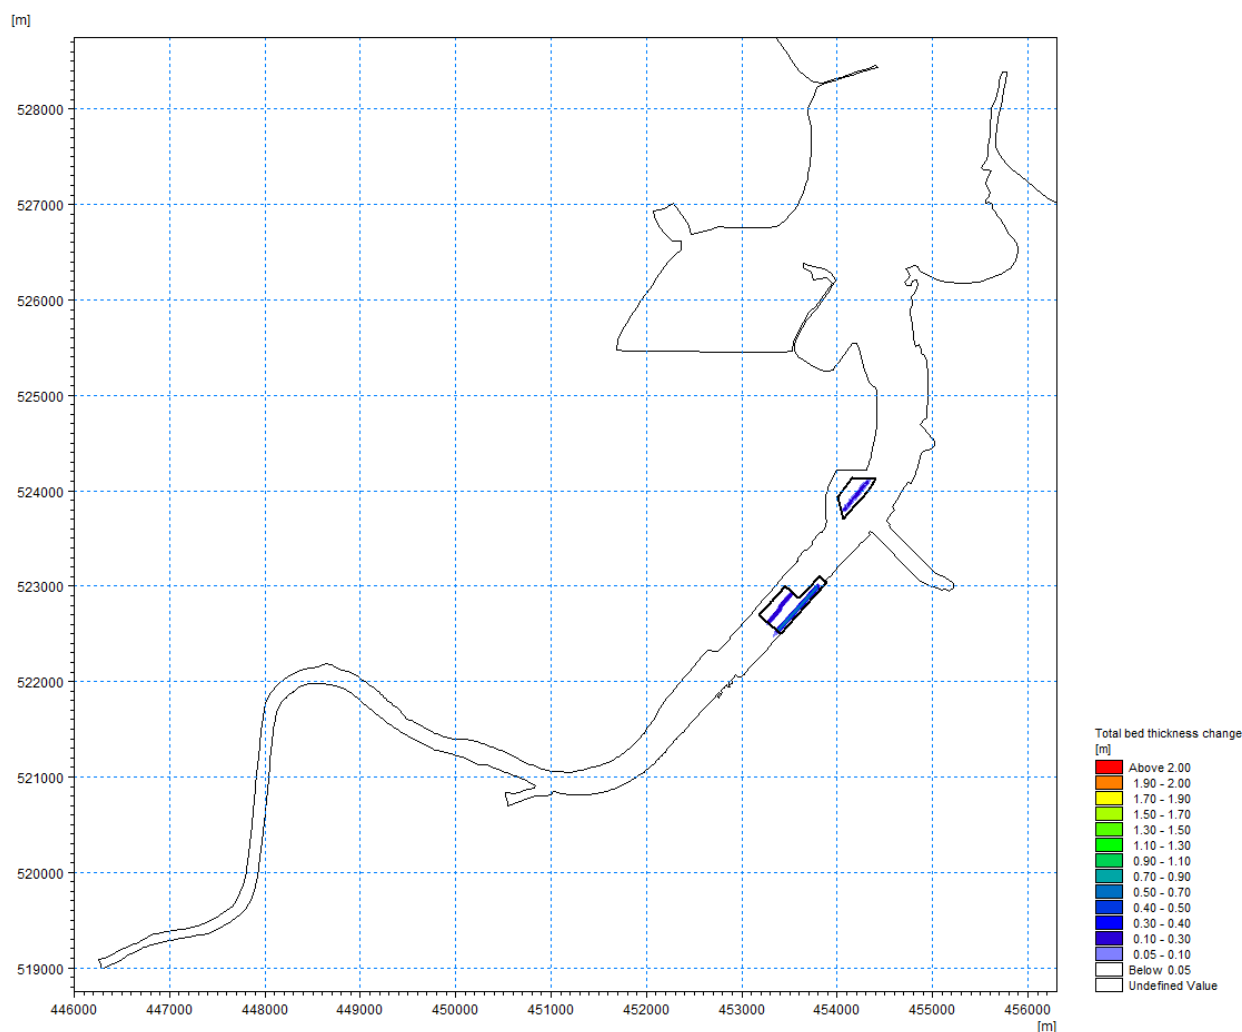 [m]
528000
527000
526000
525000
524000
523000
522000
521000
520000
519000
446000 447000 448000 449000 450000 451000 452000 453000 454000 455000 456000
[m]
Total bed thickness change
[m]
Above 2.00
1.90 - 2.00
1.70 - 1.90
1.50 - 1.70
1.30 - 1.50
1.10 - 1.30
0.90 - 1.10
0.70 - 0.90
0.50 - 0.70
0.40 - 0.50
0.30 - 0.40
0.10 - 0.30
0.05 - 0.10
Below 0.05
Undefined Value